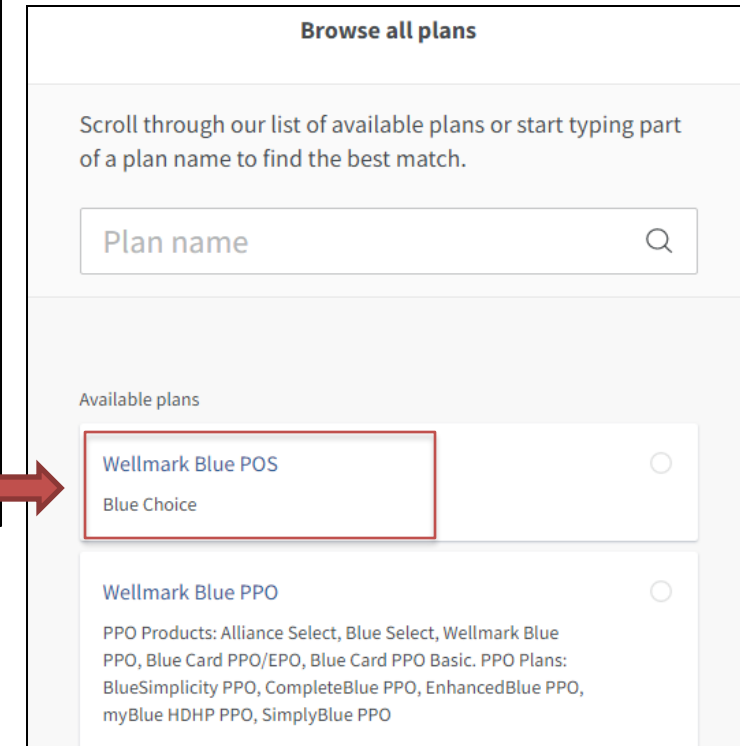 Browse all plans
Scroll through our list of available plans or start typing part
of a plan name to find the best match.
Plan name
Available plans
Wellmark Blue POS
Blue Choice
Wellmark Blue PPO
PPO Products: Alliance Select, Blue Select, Wellmark Blue
PPO, Blue Card PPO/EPO, Blue Card PPO Basic. PPO Plans:
BlueSimplicity PPO, CompleteBlue PPO, EnhancedBlue PPO,
myBlue HDHP PPO, SimplyBlue PPO